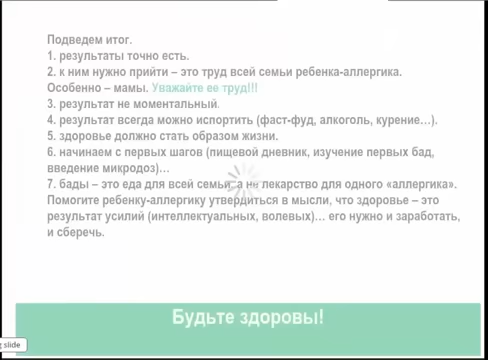 Подведем итог.
1. результаты точно есть.
2. к ним нужно прийти – это труд всей семьи ребенка-аллергика.
Особенно – мамы. Уважайте ее труд!!!
3. результат не моментальный.
4. результат всегда можно испортить (фаст-фуд, алкоголь, курение...).
5. здоровье должно стать образом жизни.
6. начинаем с первых шагов (пищевой дневник, изучение первых бад,
введение микродоз)…
7. бады – это еда для всей семьи, а не лекарство для одного «аллергика».
Помогите ребенку-аллергику утвердиться в мысли, что здоровье – это
результат усилий (интеллектуальных, волевых)… его нужно и заработать,
и сберечь.
Будьте здоровы!
slide